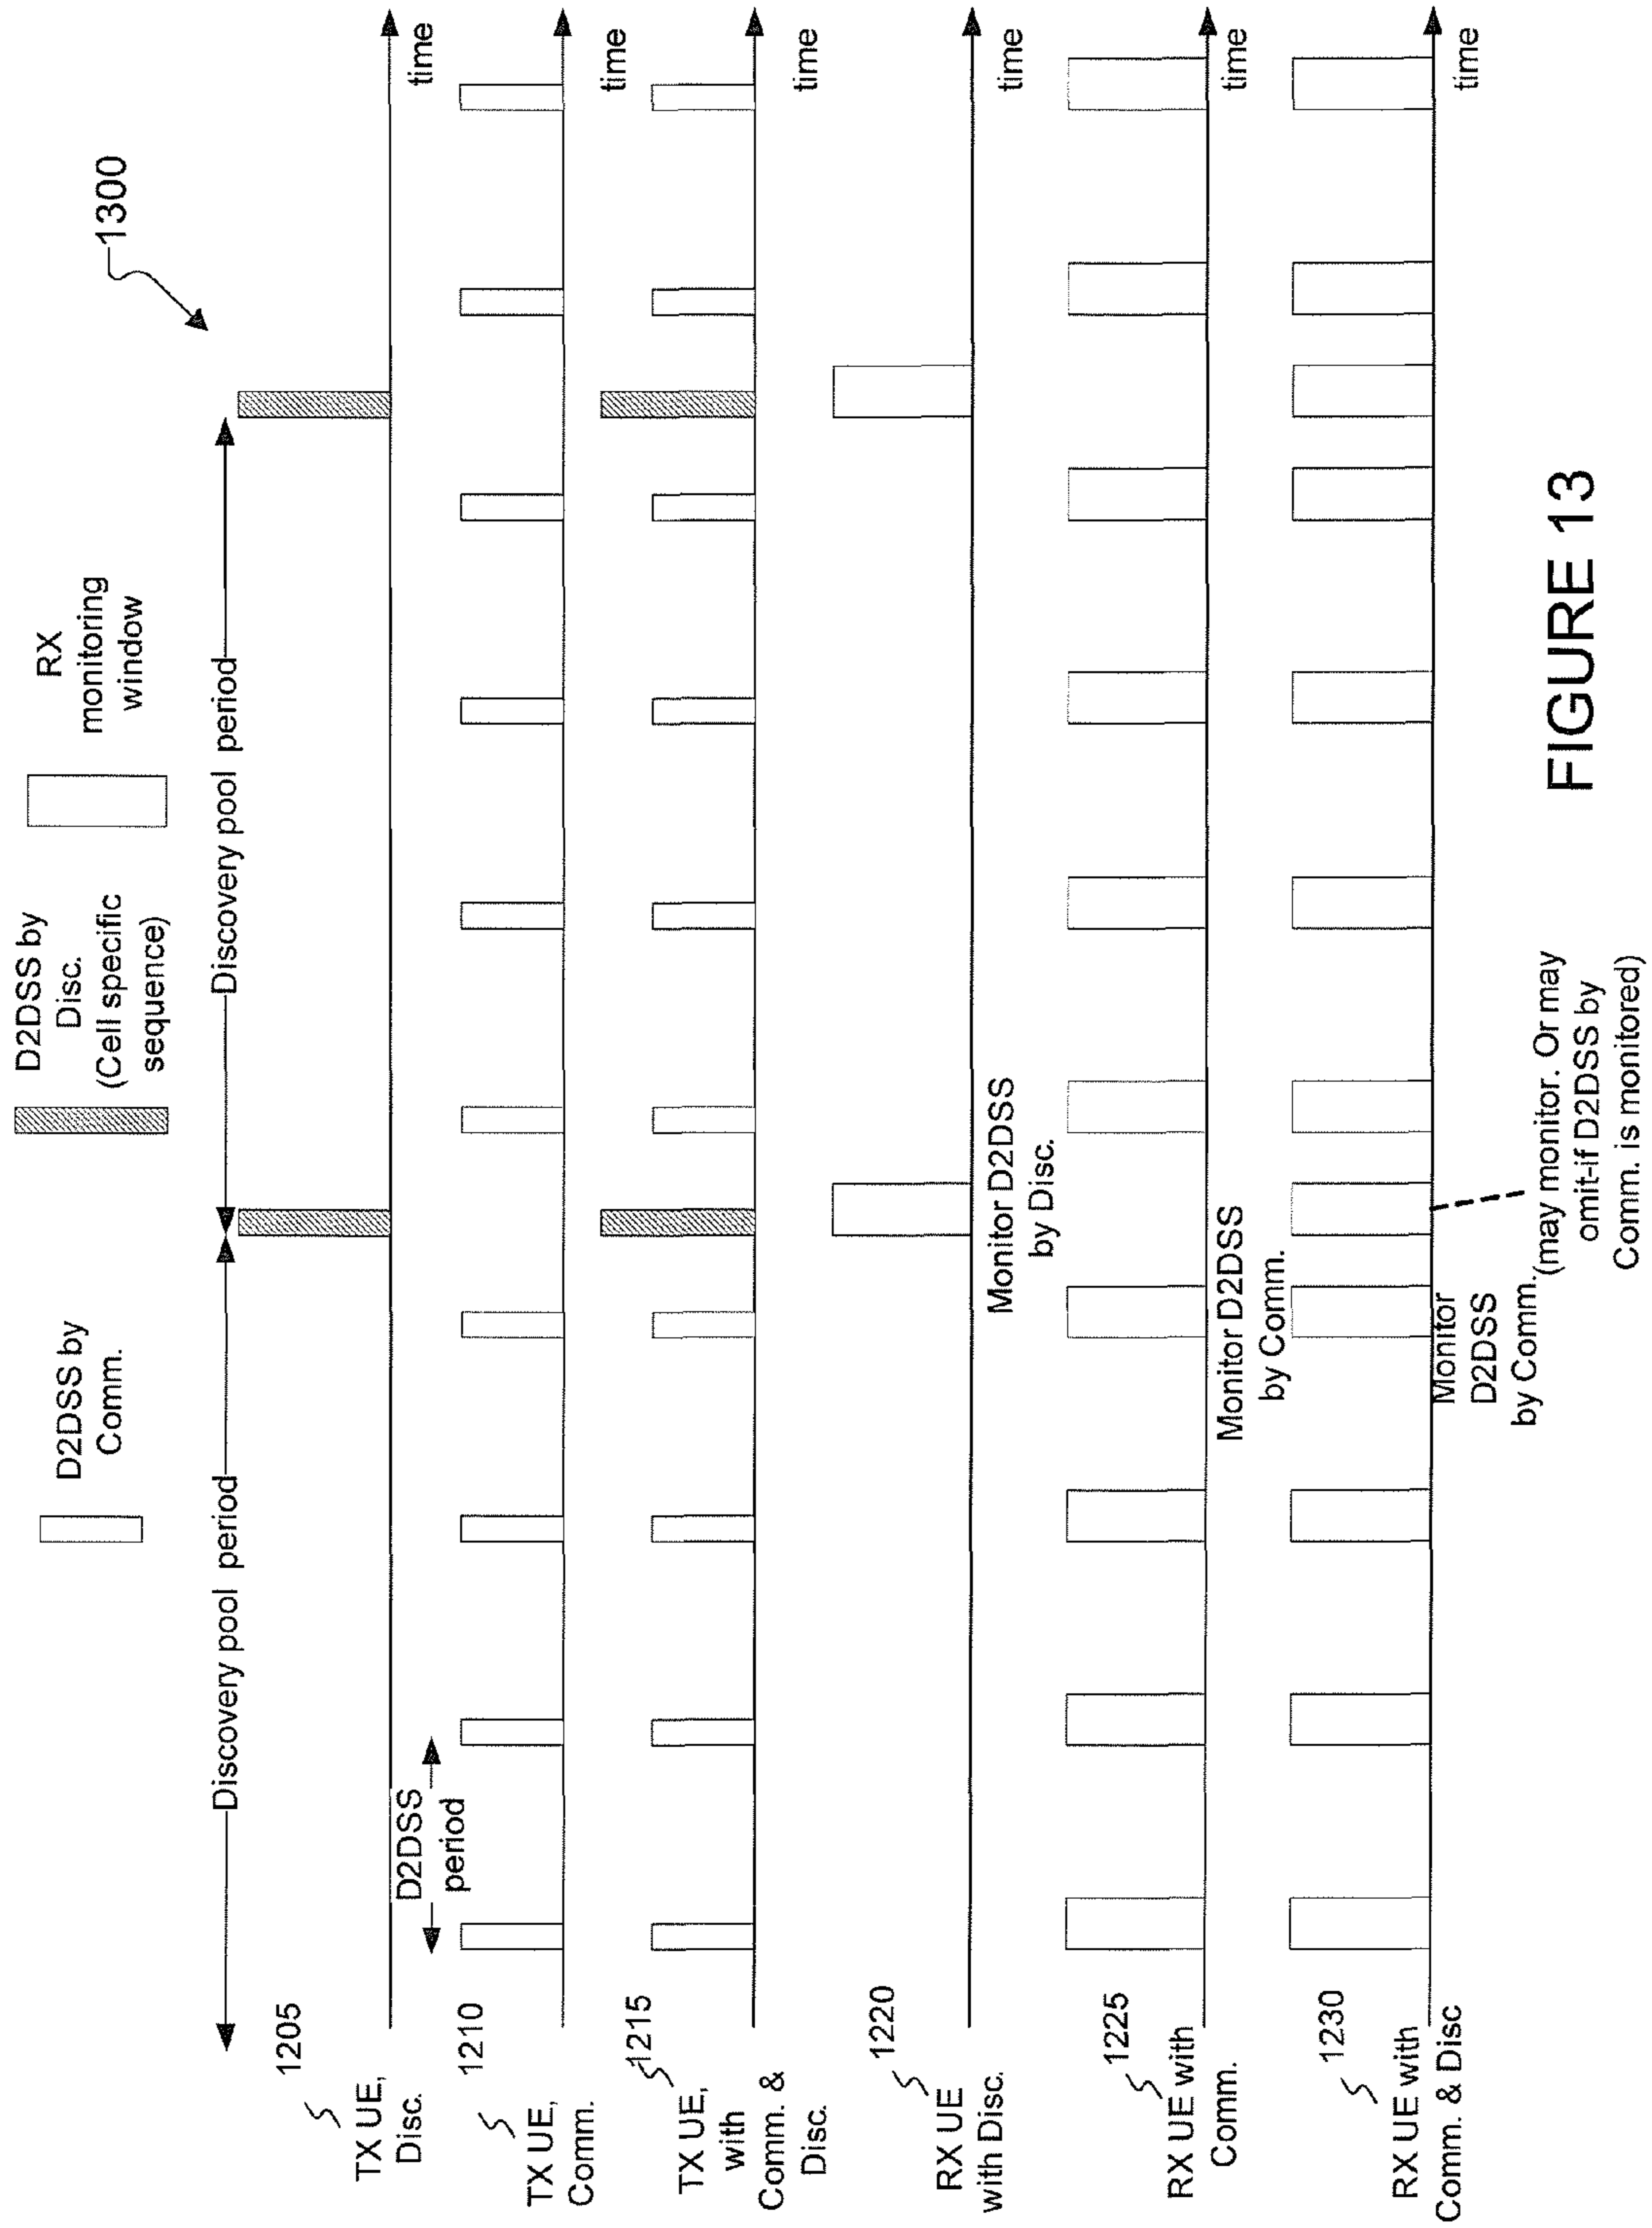 D2DSS by
Comm.
D2DSS by
Disc.
(Cell specific
sequence)
RX
monitoring
window
1300
Discovery pool period
Discovery pool period
1205
TX UE,
Disc.
time
D2DSS
period
1210
TX UE,
Comm.
time
1215
TX UE,
with
Comm. &
Disc.
time
1220
RX UE
with Disc.
Monitor D2DSS
by Disc.
time
1225
RX UE with
Comm.
Monitor D2DSS
by Comm.
time
1230
RX UE with
Comm. & Disc
Monitor
D2DSS
by Comm.
(may monitor. Or may
omit-if D2DSS by
Comm. is monitored)
time
FIGURE 13